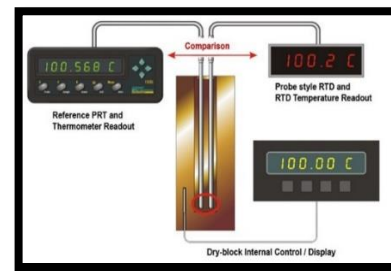 100.568 C
Comparison
100.2 C
Probe style RTD and
RTD Temperature Readout
Reference PRT and
Thermometer Readout
100.00 C
Dry-block Internal Control / Display